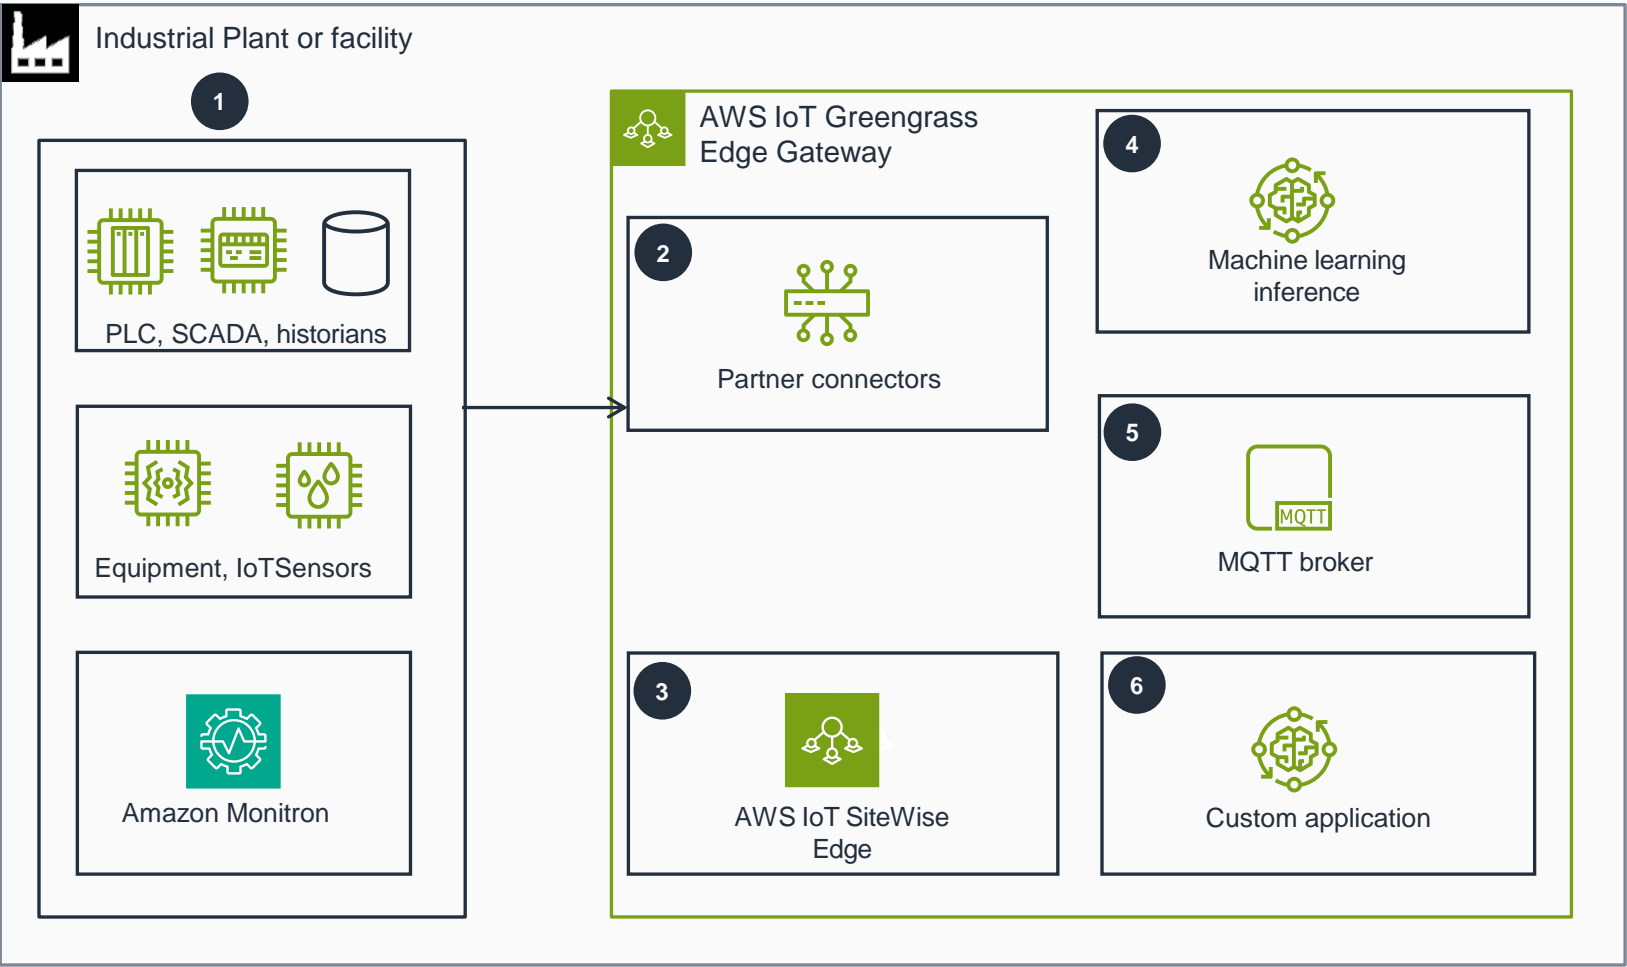 Industrial Plant or facility
1
PLC, SCADA, historians
Equipment, IoTSensors
Amazon Monitron
AWS IoT Greengrass
Edge Gateway
2
Partner connectors
3
AWS IoT SiteWise
Edge
4
Machine learning
inference
5
MQTT
MQTT broker
6
Custom application